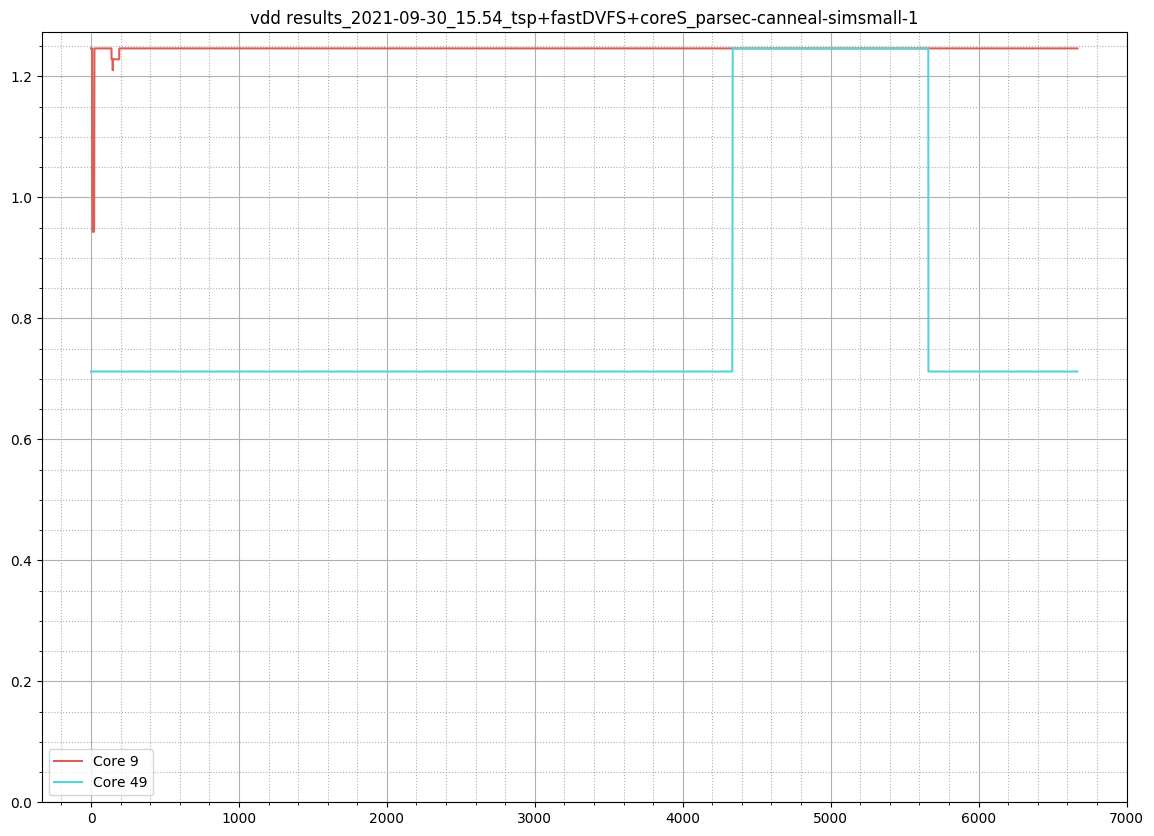 vdd results_2021-09-30_15.54_tsp+fastDVFS+coreS_parsec-canneal-simsmall-1
1.2
1.0
0.8
0.6
0.4
0.2
0.0
Core 9
Core 49
0 1000 2000 3000 4000 5000 6000 7000